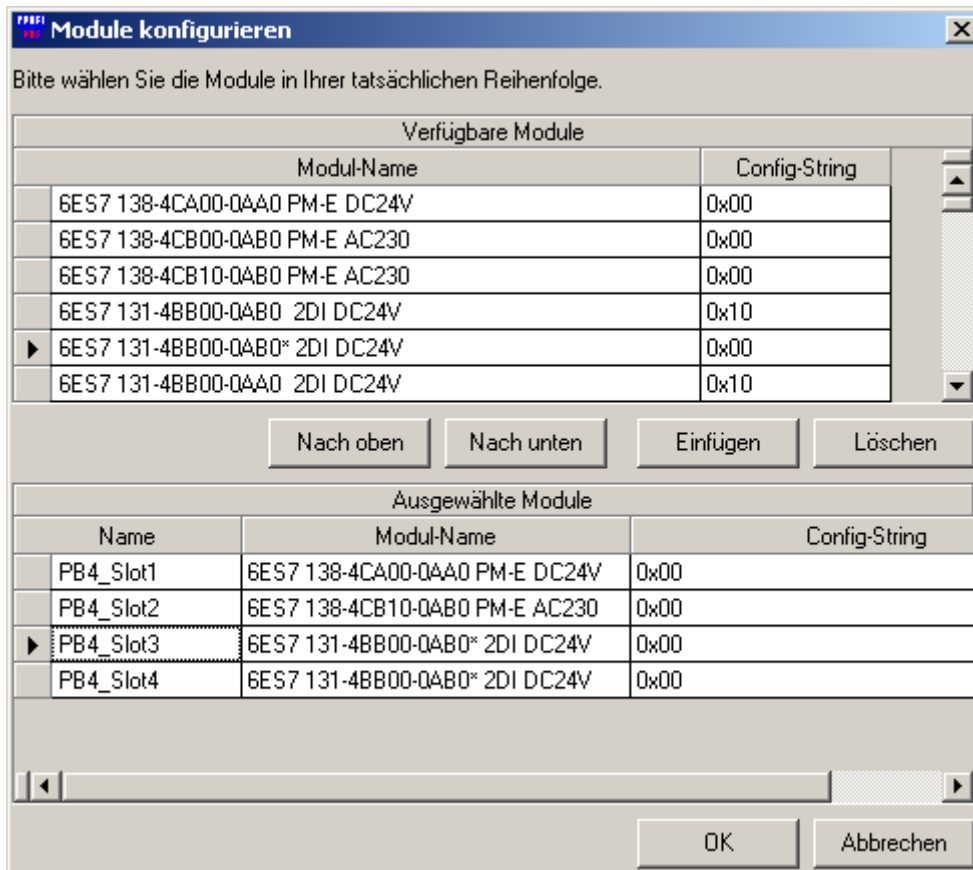 PROFI
Module konfigurieren
Bitte wählen Sie die Module in Ihrer tatsächlichen Reihenfolge.
Verfügbare Module
Modul-Name Config-String
6ES7 138-4CA00-0AA0 PM-E DC24V 0x00
6ES7 138-4CB00-0AB0 PM-E AC230 0x00
6ES7 138-4CB10-0AB0 PM-E AC230 0x00
6ES7 131-4BB00-0AB0  2DI DC24V 0x10
6ES7 131-4BB00-0AB0* 2DI DC24V 0x00
6ES7 131-4BB00-0AA0  2DI DC24V 0x10
Nach oben Nach unten Einfügen Löschen
Ausgewählte Module
Name Modul-Name Config-String
PB4_Slot1 6ES7 138-4CA00-0AA0 PM-E DC24V 0x00
PB4_Slot2 6ES7 138-4CB10-0AB0 PM-E AC230 0x00
PB4_Slot3 6ES7 131-4BB00-0AB0* 2DI DC24V 0x00
PB4_Slot4 6ES7 131-4BB00-0AB0* 2DI DC24V 0x00
OK Abbrechen